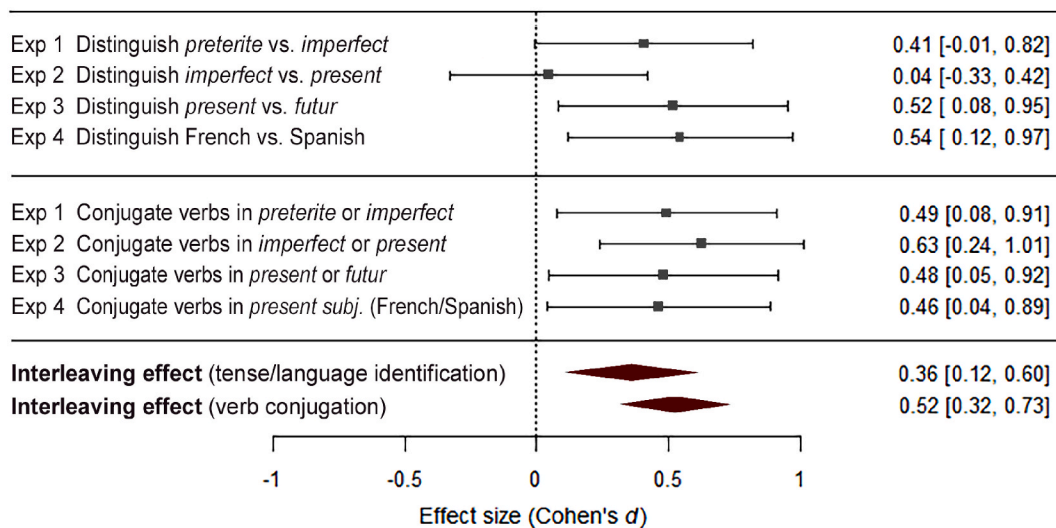 Exp 1 Distinguish preterite vs. imperfect 0.41 [-0.01, 0.82]
Exp 2 Distinguish imperfect vs. present 0.04 [-0.33, 0.42]
Exp 3 Distinguish present vs. futur 0.52 [ 0.08, 0.95]
Exp 4 Distinguish French vs. Spanish 0.54 [ 0.12, 0.97]
Exp 1 Conjugate verbs in preterite or imperfect 0.49 [0.08, 0.91]
Exp 2 Conjugate verbs in imperfect or present 0.63 [0.24, 1.01]
Exp 3 Conjugate verbs in present or futur 0.48 [0.05, 0.92]
Exp 4 Conjugate verbs in present subj. (French/Spanish) 0.46 [0.04, 0.89]
Interleaving effect (tense/language identification) 0.36 [0.12, 0.60]
Interleaving effect (verb conjugation) 0.52 [0.32, 0.73]
-1 -0.5 0 0.5 1
Effect size (Cohen's d)